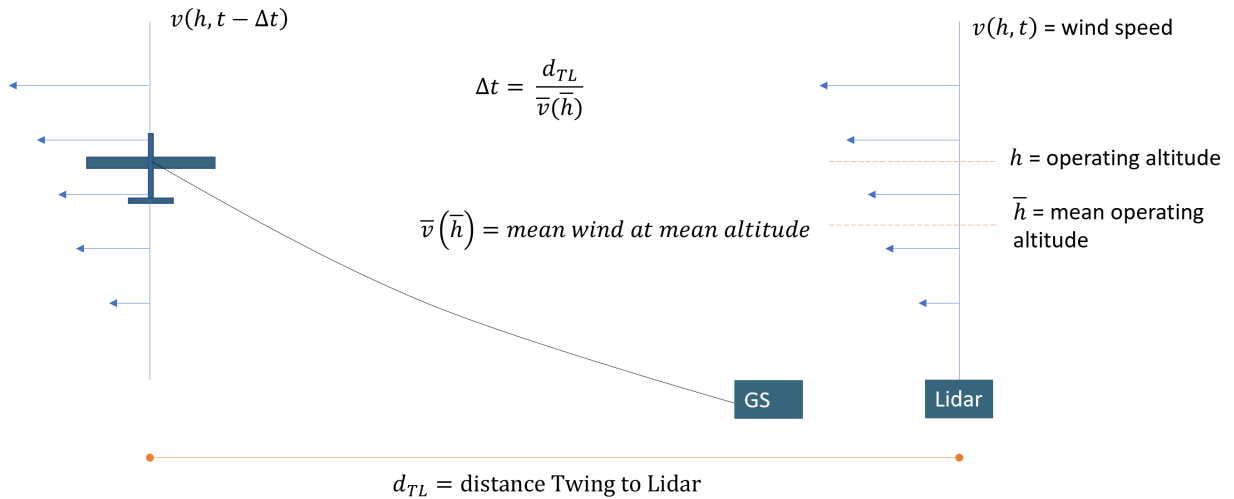 v(h, t − Δt)
v(h, t) = wind speed
Δt = d_TL / v̅(h̅)
h = operating altitude
h̅ = mean operating
altitude
v̅(h̅) = mean wind at mean altitude
GS
Lidar
d_TL = distance Twing to Lidar